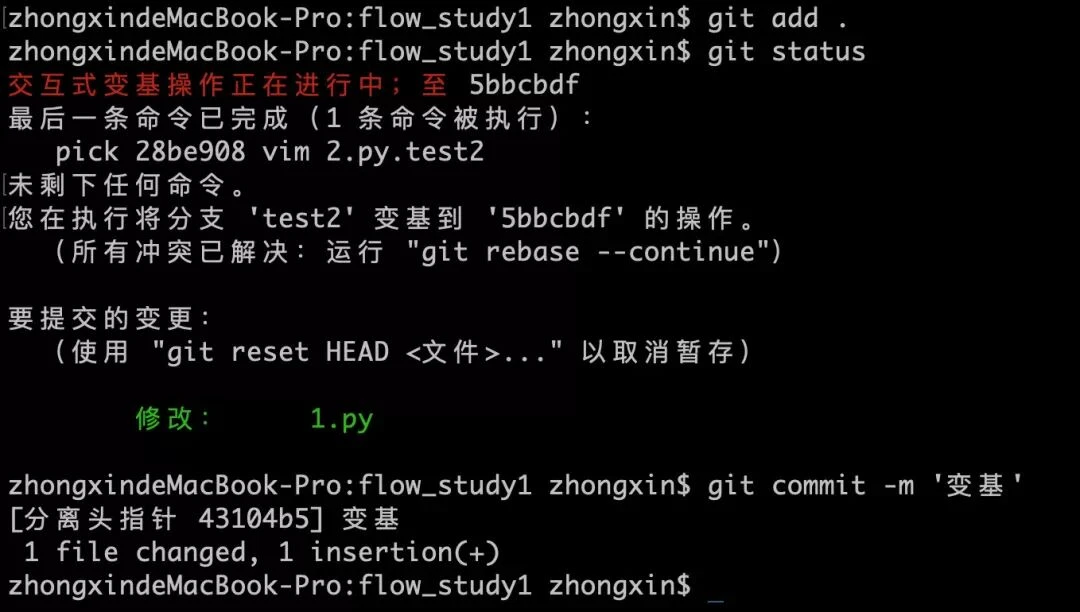 zhongxindeMacBook-Pro:flow_study1 zhongxin$ git add .
zhongxindeMacBook-Pro:flow_study1 zhongxin$ git status
交互式变基操作正在进行中；至 5bbcbdf
最后一条命令已完成（1 条命令被执行）：
   pick 28be908 vim 2.py.test2
未剩下任何命令。
您在执行将分支 'test2' 变基到 '5bbcbdf' 的操作。
  （所有冲突已解决：运行 "git rebase --continue"）
要提交的变更：
  （使用 "git reset HEAD <文件>..." 以取消暂存）
        修改：     1.py
zhongxindeMacBook-Pro:flow_study1 zhongxin$ git commit -m '变基'
[分离头指针 43104b5] 变基
 1 file changed, 1 insertion(+)
zhongxindeMacBook-Pro:flow_study1 zhongxin$